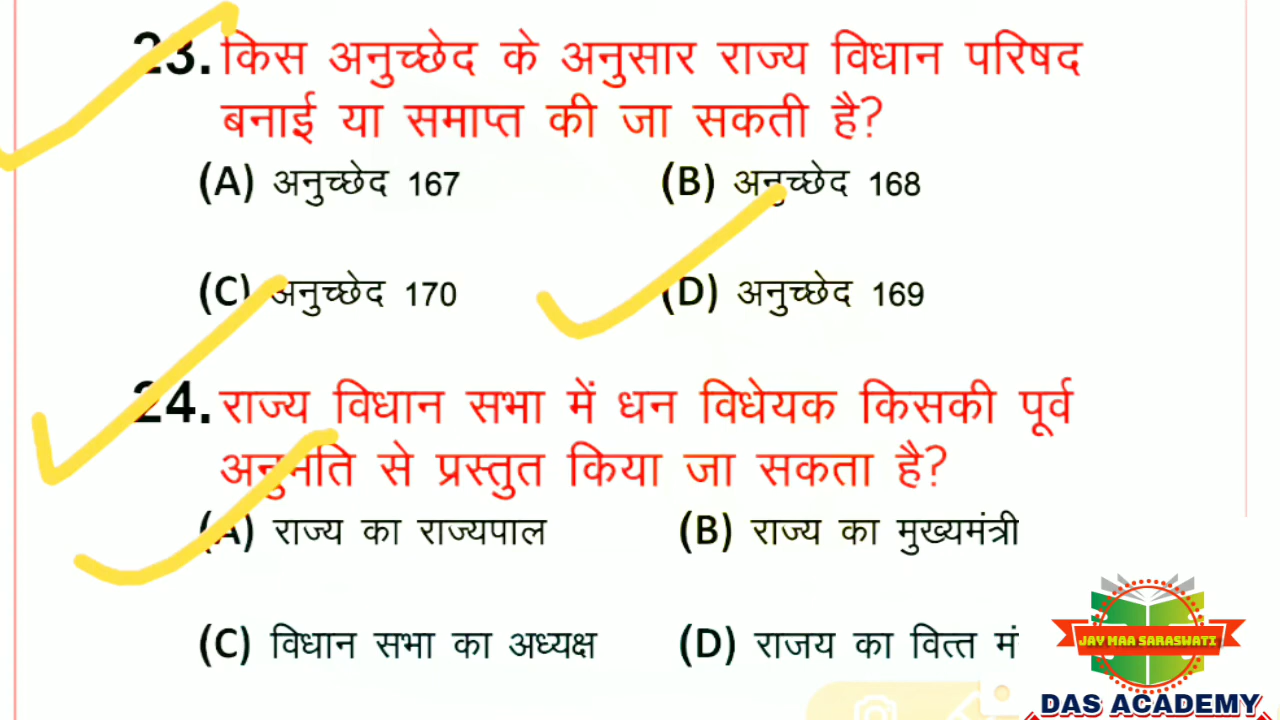 23. किस अनुच्छेद के अनुसार राज्य विधान परिषद
बनाई या समाप्त की जा सकती है?
(A) अनुच्छेद 167 (B) अनुच्छेद 168
(C) अनुच्छेद 170 (D) अनुच्छेद 169
24. राज्य विधान सभा में धन विधेयक किसकी पूर्व
अनुमति से प्रस्तुत किया जा सकता है?
(A) राज्य का राज्यपाल (B) राज्य का मुख्यमंत्री
(C) विधान सभा का अध्यक्ष (D) राजय का वित्त मं
JAY MAA SARASWATI
DAS ACADEMY